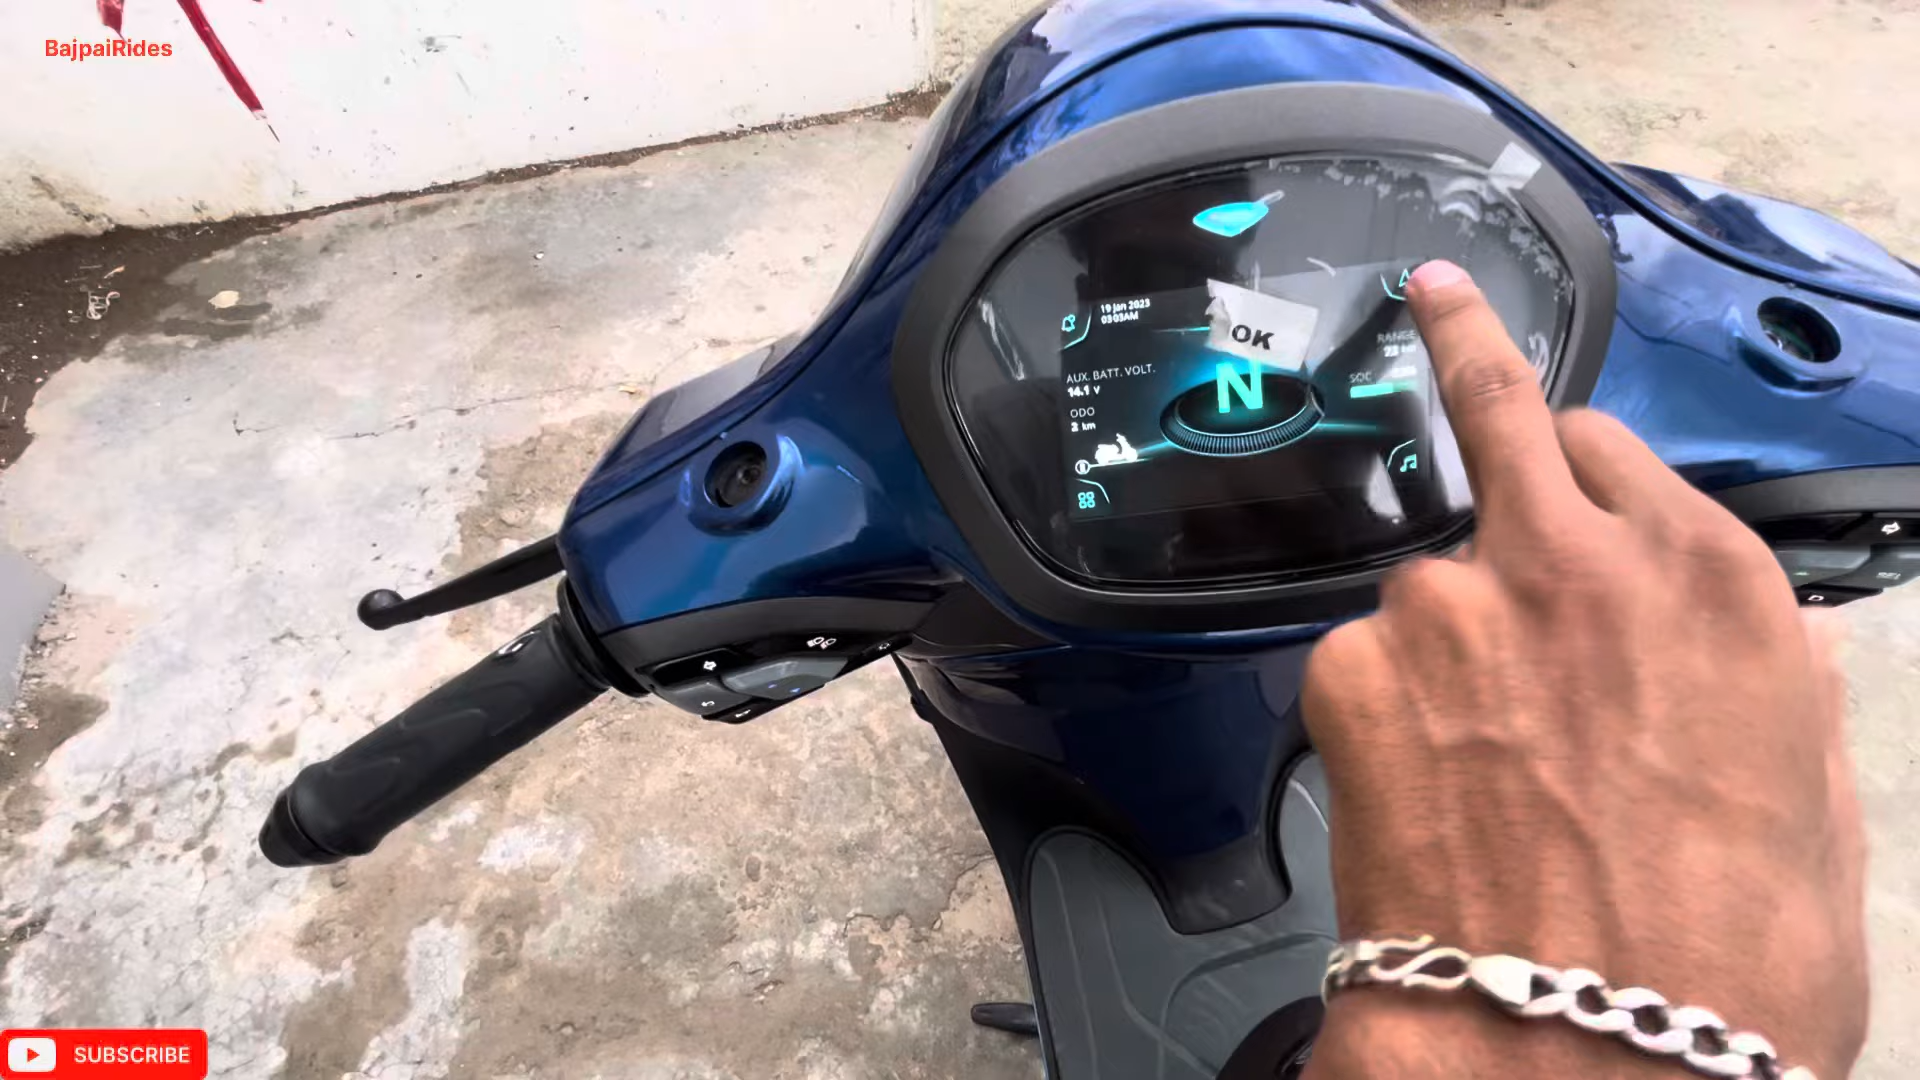 BajpaiRides
19 Jan 2023
03:03AM
OK
RANGE
AUX. BATT. VOLT.
14.1 V
N
SOC
ODO
2 km
SUBSCRIBE